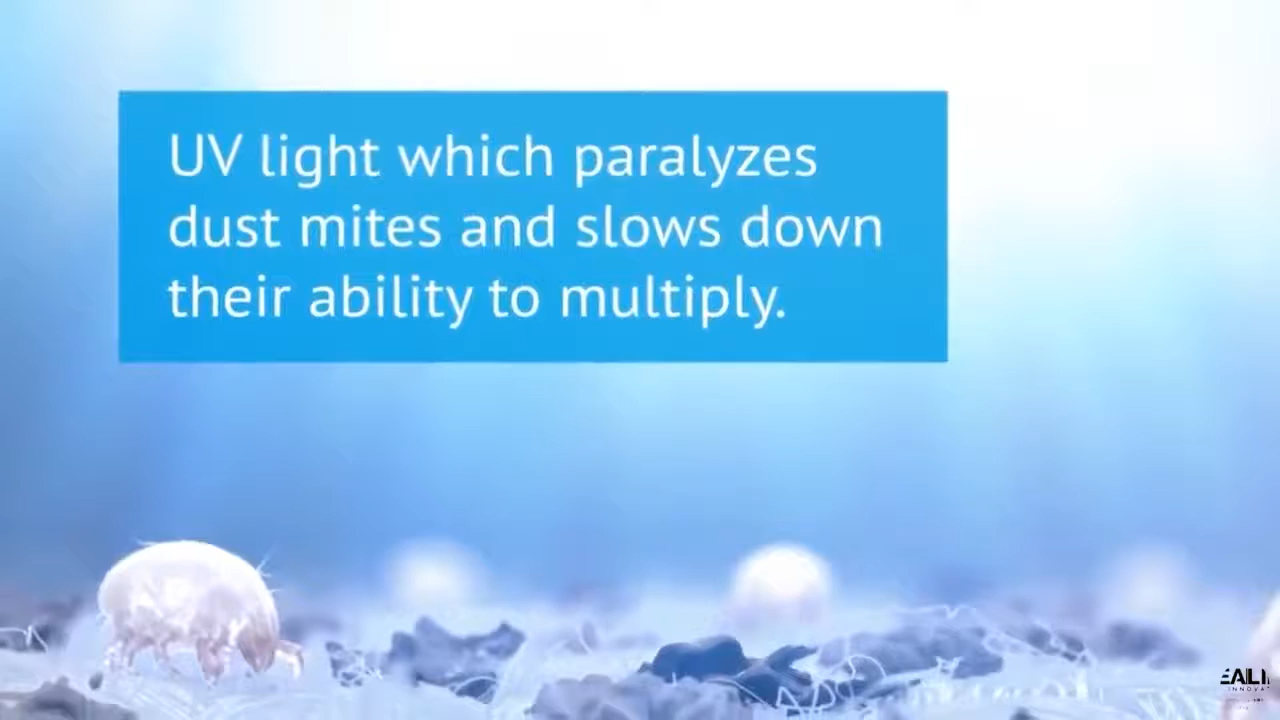 UV light which paralyzes
dust mites and slows down
their ability to multiply.